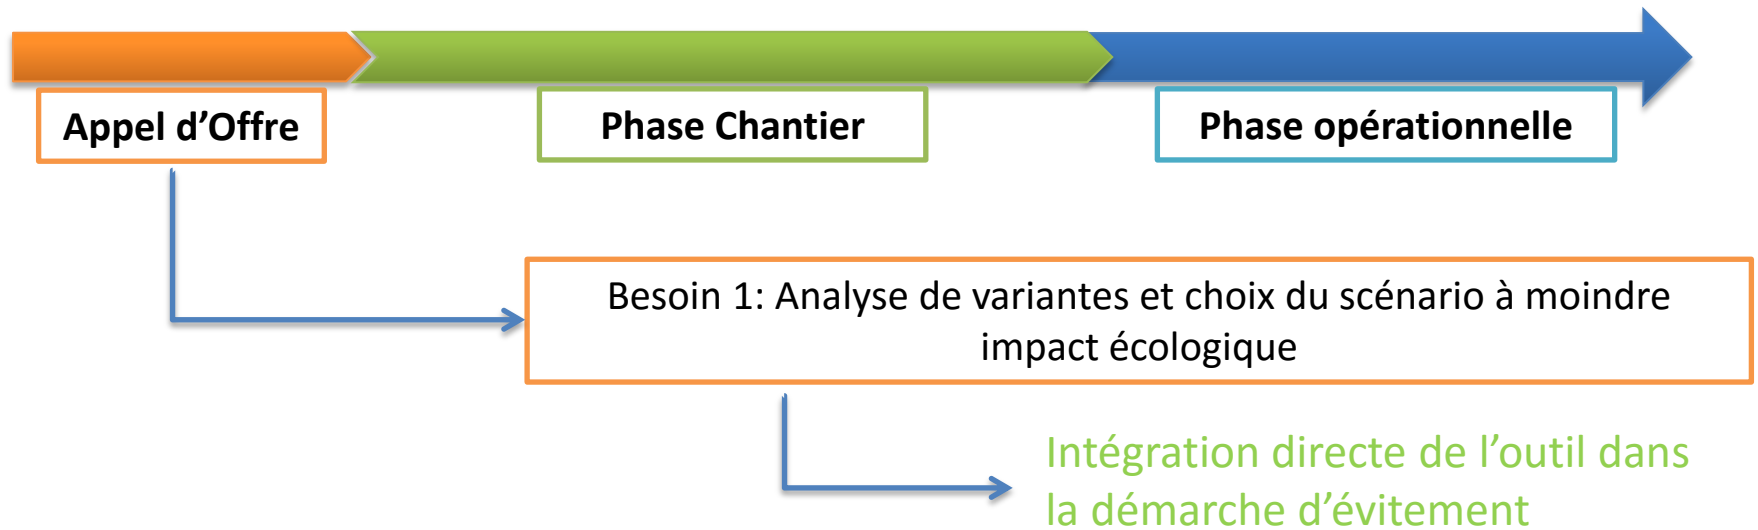 Appel d’Offre
Phase Chantier
Phase opérationnelle
Besoin 1: Analyse de variantes et choix du scénario à moindre
impact écologique
Intégration directe de l’outil dans
la démarche d’évitement